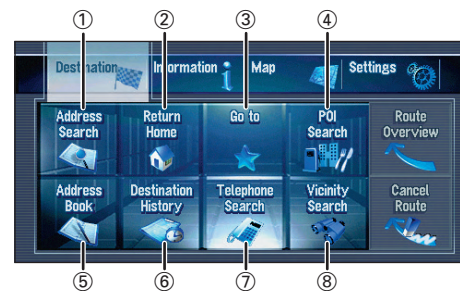 ① ② ③ ④
Destination Information Map Settings
Address Search
Return Home
Go to
POI Search
Route Overview
Address Book
Destination History
Telephone Search
Vicinity Search
Cancel Route
⑤ ⑥ ⑦ ⑧